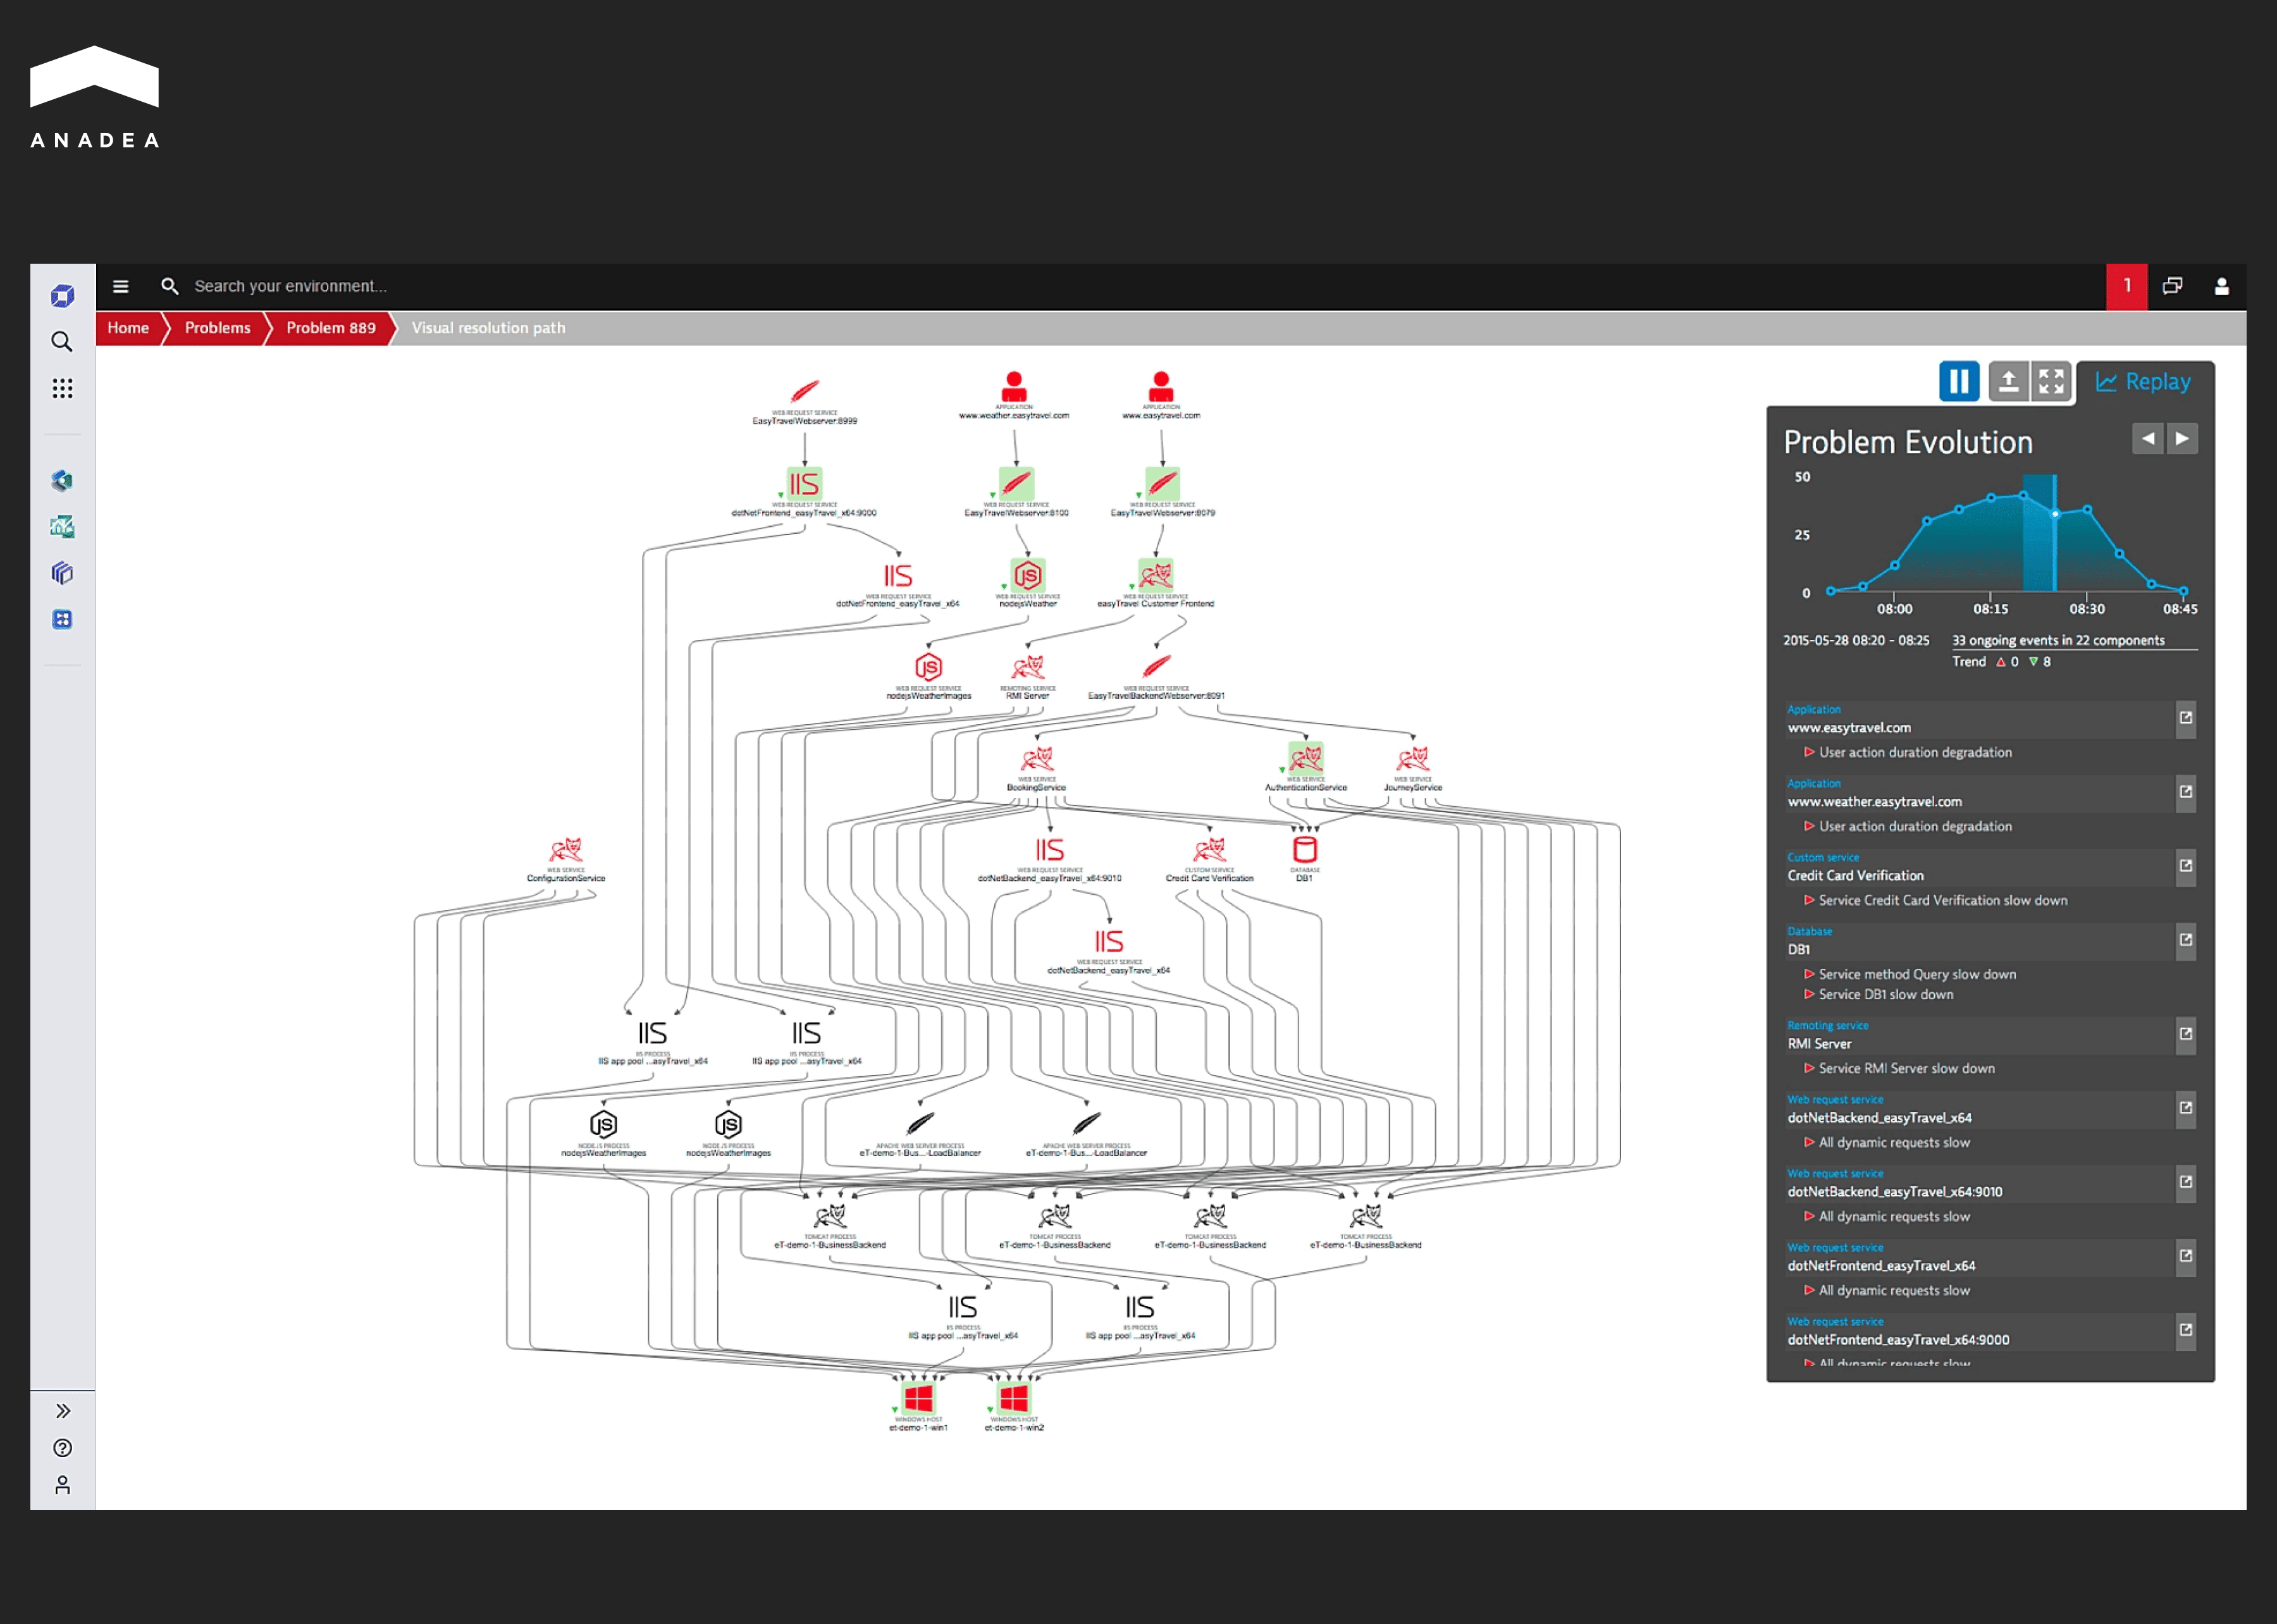 ANADEA
Search your environment...
1
Home
Problems
Problem 889
Visual resolution path
WEB REQUEST SERVICE
EasyTravelWebserver:8999
APPLICATION
www.weather.easytravel.com
APPLICATION
www.easytravel.com
IIS
WEB REQUEST SERVICE
dotNetFrontend_easyTravel_x64:9000
WEB REQUEST SERVICE
EasyTravelWebserver:8100
WEB REQUEST SERVICE
EasyTravelWebserver:8079
IIS
WEB REQUEST SERVICE
dotNetFrontend_easyTravel_x64
JS
WEB REQUEST SERVICE
nodejsWeather
WEB REQUEST SERVICE
easyTravel Customer Frontend
JS
WEB REQUEST SERVICE
nodejsWeatherImages
REMOTING SERVICE
RMI Server
WEB REQUEST SERVICE
EasyTravelBackendWebserver:8091
WEB SERVICE
BookingService
WEB SERVICE
AuthenticationService
WEB SERVICE
JourneyService
WEB SERVICE
ConfigurationService
IIS
WEB REQUEST SERVICE
dotNetBackend_easyTravel_x64:9010
CUSTOM SERVICE
Credit Card Verification
DATABASE
DB1
IIS
WEB REQUEST SERVICE
dotNetBackend_easyTravel_x64
IIS
IIS PROCESS
IIS app pool ...asyTravel_x64
IIS
IIS PROCESS
IIS app pool ...asyTravel_x64
JS
NODE.JS PROCESS
nodejsWeatherImages
JS
NODE.JS PROCESS
nodejsWeatherImages
APACHE WEB SERVER PROCESS
eT-demo-1-Bus...-LoadBalancer
APACHE WEB SERVER PROCESS
eT-demo-1-Bus...-LoadBalancer
TOMCAT PROCESS
eT-demo-1-BusinessBackend
TOMCAT PROCESS
eT-demo-1-BusinessBackend
TOMCAT PROCESS
eT-demo-1-BusinessBackend
TOMCAT PROCESS
eT-demo-1-BusinessBackend
IIS
IIS PROCESS
IIS app pool ...asyTravel_x64
IIS
IIS PROCESS
IIS app pool ...asyTravel_x64
WINDOWS HOST
et-demo-1-win1
WINDOWS HOST
et-demo-1-win2
Replay
Problem Evolution
50
25
0
08:00 08:15 08:30 08:45
2015-05-28 08:20 - 08:25
33 ongoing events in 22 components
Trend 0 8
Application
www.easytravel.com
User action duration degradation
Application
www.weather.easytravel.com
User action duration degradation
Custom service
Credit Card Verification
Service Credit Card Verification slow down
Database
DB1
Service method Query slow down
Service DB1 slow down
Remoting service
RMI Server
Service RMI Server slow down
Web request service
dotNetBackend_easyTravel_x64
All dynamic requests slow
Web request service
dotNetBackend_easyTravel_x64:9010
All dynamic requests slow
Web request service
dotNetFrontend_easyTravel_x64
All dynamic requests slow
Web request service
dotNetFrontend_easyTravel_x64:9000
All dynamic requests slow